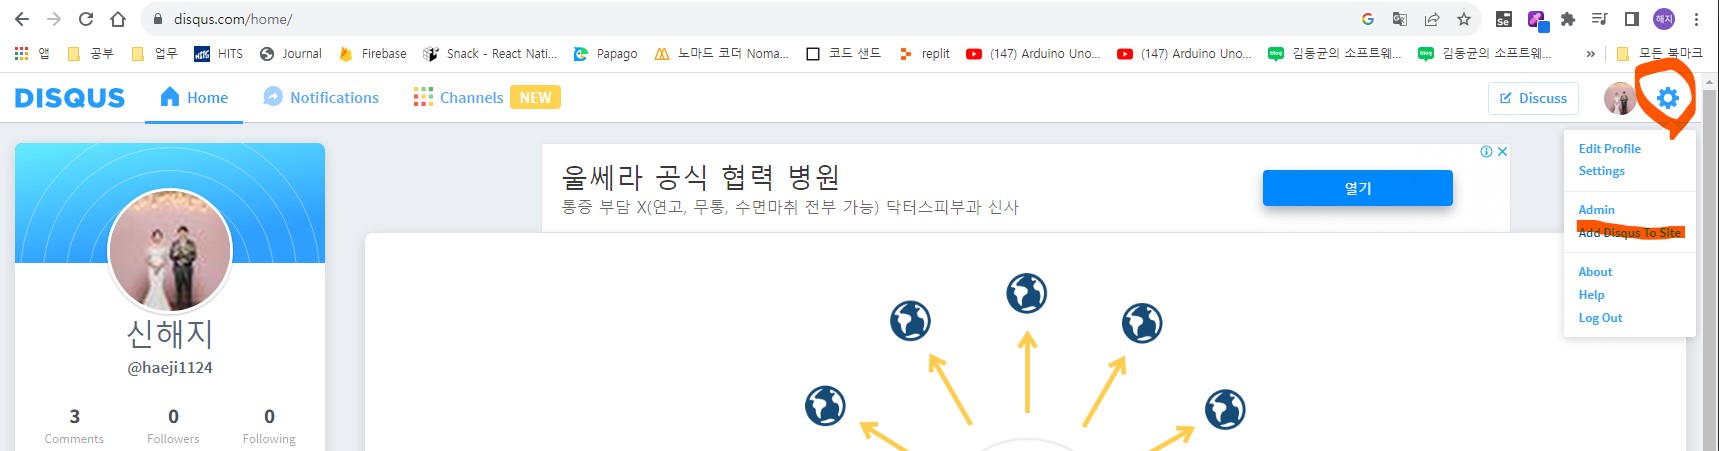 disqus.com/home/
Se
해지
앱 공부 업무 HITS Journal Firebase Snack - React Nati... Papago 노마드 코더 Noma... 코드 샌드 replit (147) Arduino Uno... (147) Arduino Uno... blog 김동균의 소프트웨... blog 김동균의 소프트웨... » 모든 북마크
DISQUS Home Notifications Channels NEW Discuss
Edit Profile
Settings
Admin
Add Disqus To Site
About
Help
Log Out
울쎄라 공식 협력 병원
통증 부담 X(연고, 무통, 수면마취 전부 가능) 닥터스피부과 신사
열기
신해지
@haeji1124
3 0 0
Comments Followers Following